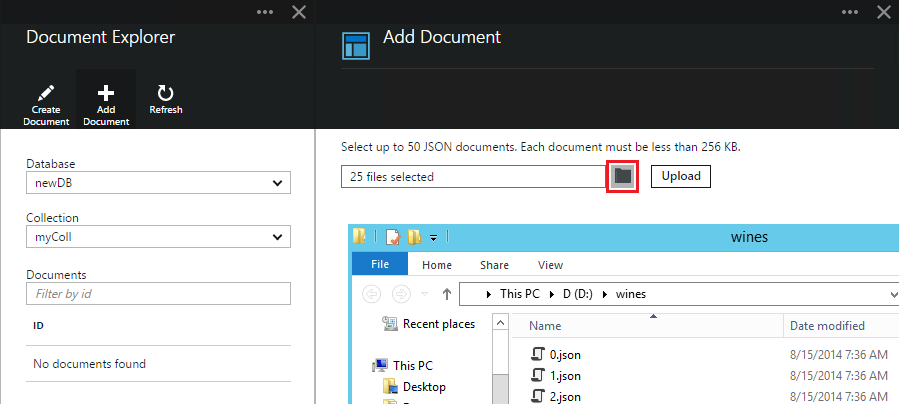 Document Explorer
Create Document
Add Document
Refresh
Database
newDB
Collection
myColl
Documents
Filter by id
ID
No documents found
Add Document
Select up to 50 JSON documents. Each document must be less than 256 KB.
25 files selected
Upload
wines
File Home Share View
This PC D (D:) wines
Recent places
This PC
Desktop
Name Date modified
0.json 8/15/2014 7:36 AM
1.json 8/15/2014 7:36 AM
2.json 8/15/2014 7:36 AM